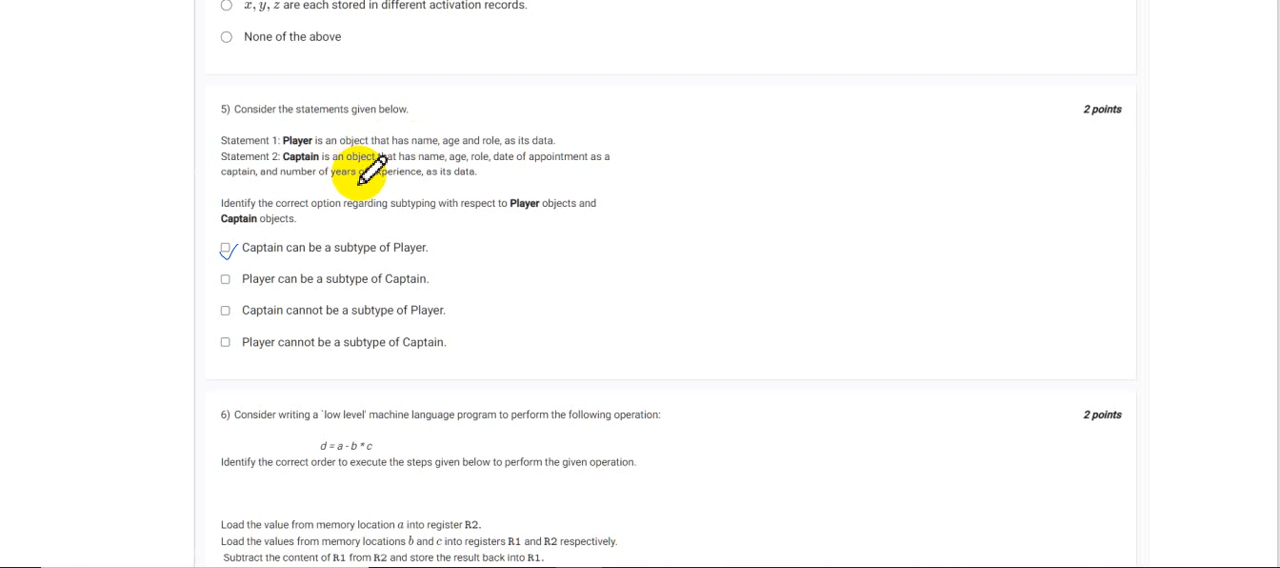 x, y, z are each stored in different activation records.
None of the above
5) Consider the statements given below.
2 points
Statement 1: Player is an object that has name, age and role, as its data.
Statement 2: Captain is an object that has name, age, role, date of appointment as a
captain, and number of years of experience, as its data.
Identify the correct option regarding subtyping with respect to Player objects and
Captain objects.
Captain can be a subtype of Player.
Player can be a subtype of Captain.
Captain cannot be a subtype of Player.
Player cannot be a subtype of Captain.
6) Consider writing a `low level' machine language program to perform the following operation:
2 points
d = a - b * c
Identify the correct order to execute the steps given below to perform the given operation.
Load the value from memory location a into register R2.
Load the values from memory locations b and c into registers R1 and R2 respectively.
Subtract the content of R1 from R2 and store the result back into R1.